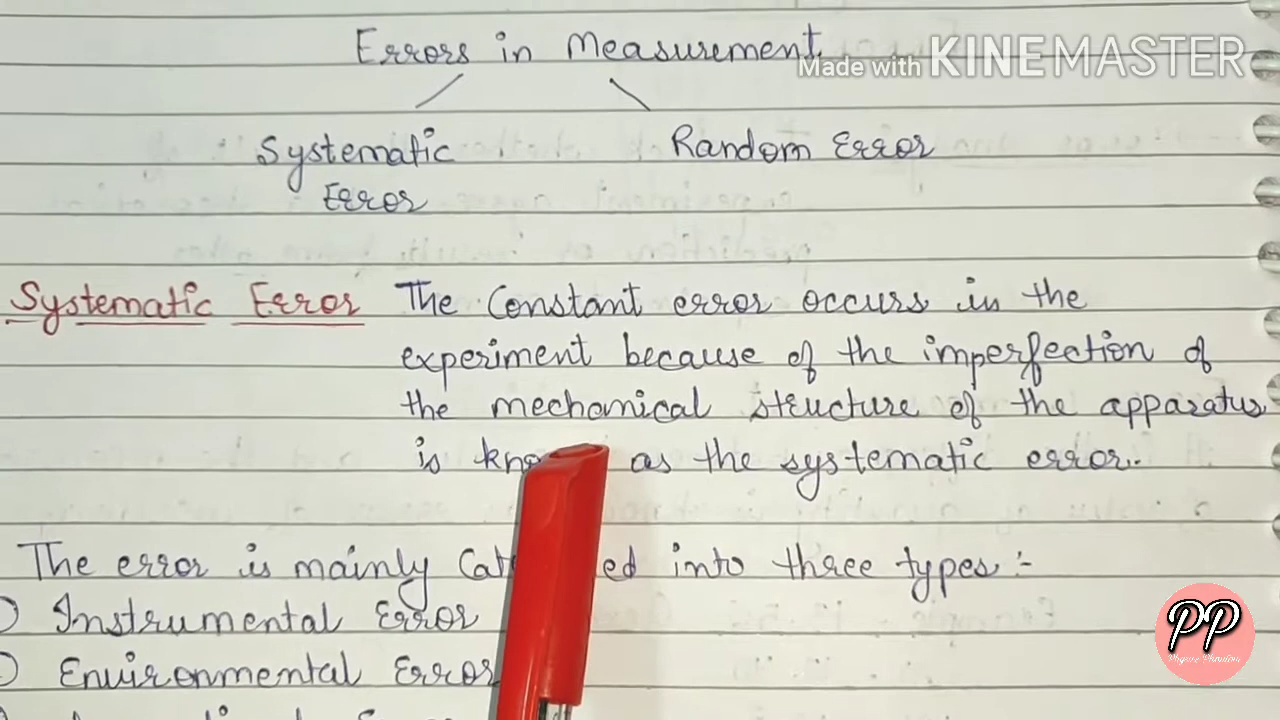 Errors in Measurement
Made with KINEMASTER
Systematic Random Error
Error
Systematic Error The Constant error occurs in the
experiment because of the imperfection of
the mechanical structure of the apparatus
is as the systematic error.
The error is mainly into three types:-
Instrumental Error
Environmental Error
PP